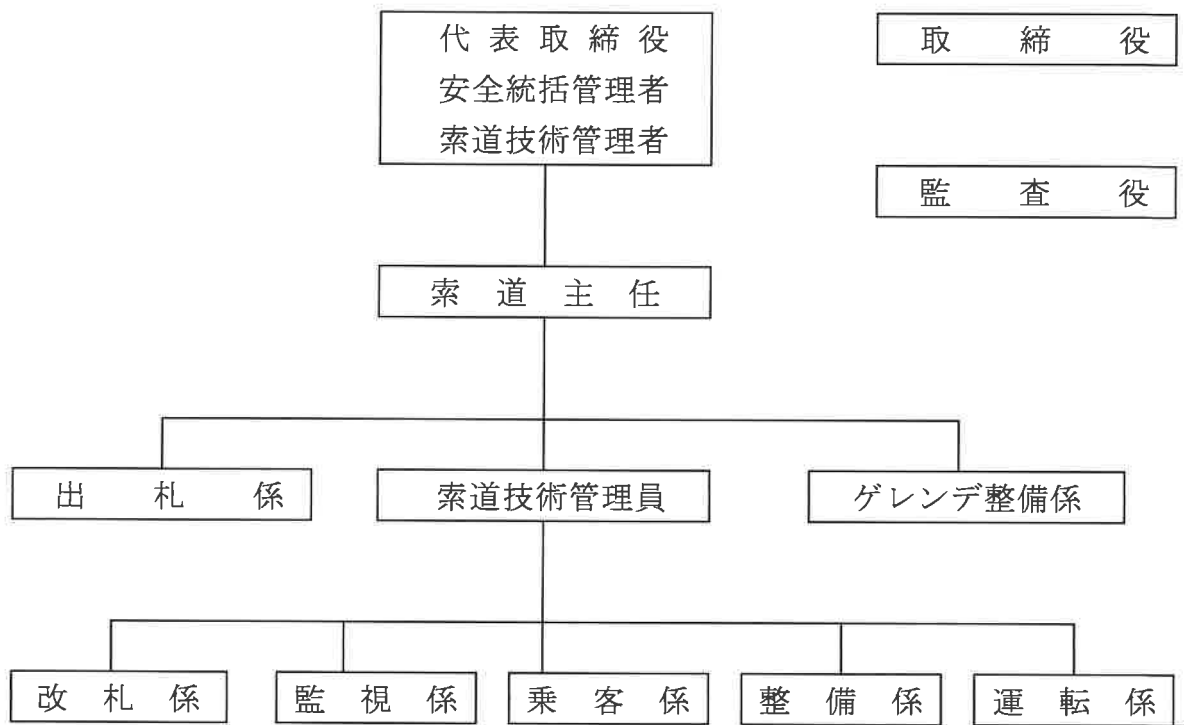 代表取締役
安全統括管理者
索道技術管理者
取締役
監査役
索道主任
出札係
索道技術管理員
ゲレンデ整備係
改札係
監視係
乗客係
整備係
運転係